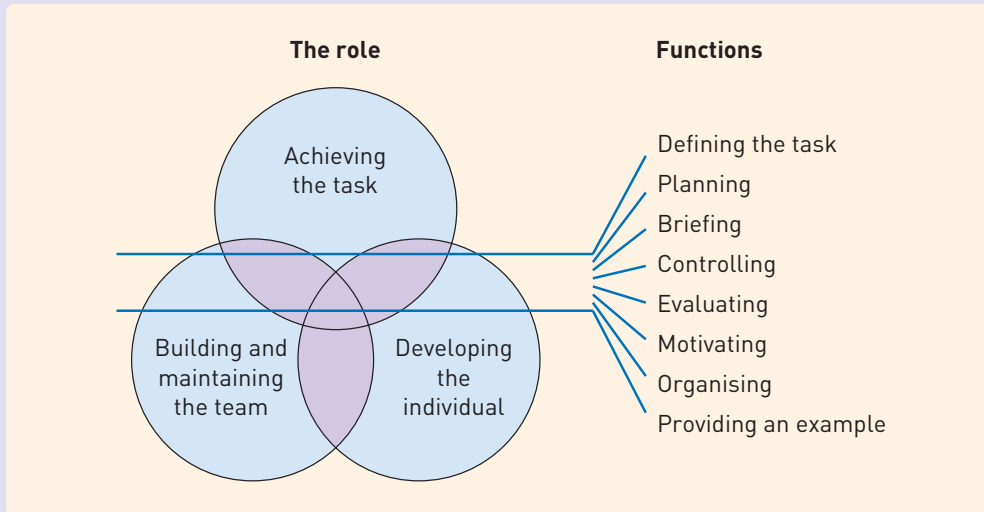 The role
Functions
Achieving
the task
Building and
maintaining
the team
Developing
the
individual
Defining the task
Planning
Briefing
Controlling
Evaluating
Motivating
Organising
Providing an example